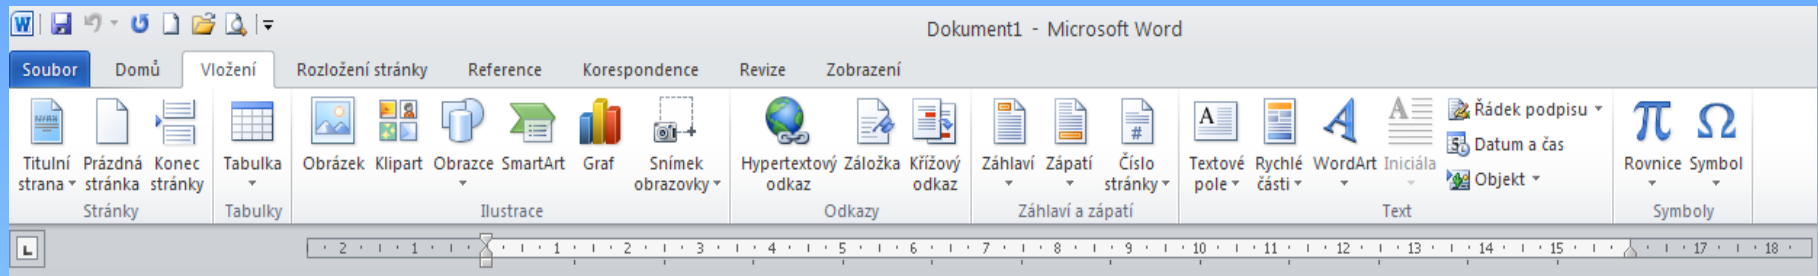 Dokument1 - Microsoft Word
Soubor Domů Vložení Rozložení stránky Reference Korespondence Revize Zobrazení
Titulní strana
Prázdná stránka
Konec stránky
Stránky
Tabulka
Tabulky
Obrázek
Klipart
Obrazce
SmartArt
Graf
Snímek obrazovky
Ilustrace
Hypertextový odkaz
Záložka
Křížový odkaz
Odkazy
Záhlaví
Zápatí
Číslo stránky
Záhlaví a zápatí
Textové pole
Rychlé části
WordArt
Iniciála
Řádek podpisu
Datum a čas
Objekt
Text
π
Rovnice
Ω
Symbol
Symboly
2 1 1 2 3 4 5 6 7 8 9 10 11 12 13 14 15 17 18